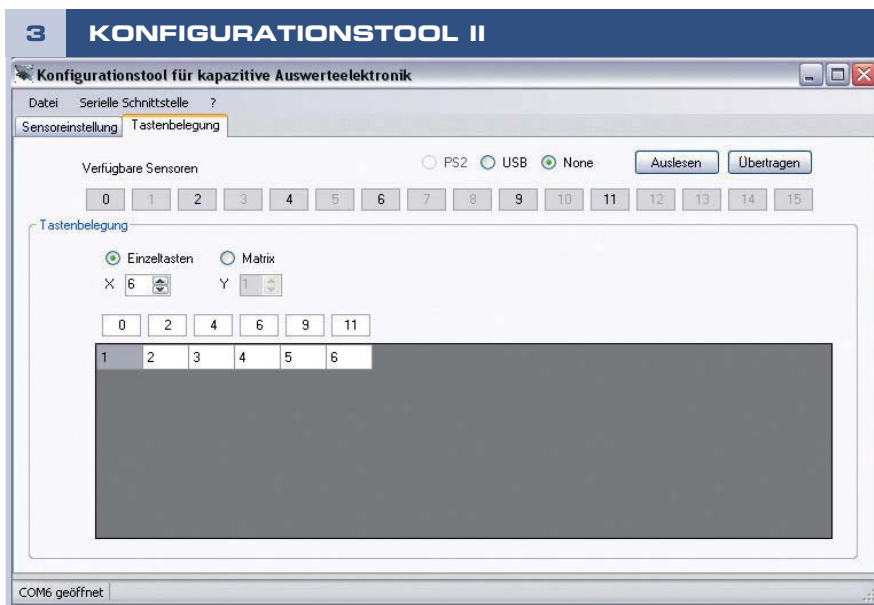 3 KONFIGURATIONSTOOL II
Konfigurationstool für kapazitive Auswerteelektronik
Datei Serielle Schnittstelle ?
Sensoreinstellung Tastenbelegung
Verfügbare Sensoren PS2 USB None Auslesen Übertragen
0 1 2 3 4 5 6 7 8 9 10 11 12 13 14 15
Tastenbelegung
Einzeltasten Matrix
X 6 Y 1
0 2 4 6 9 11
1 2 3 4 5 6
COM6 geöffnet